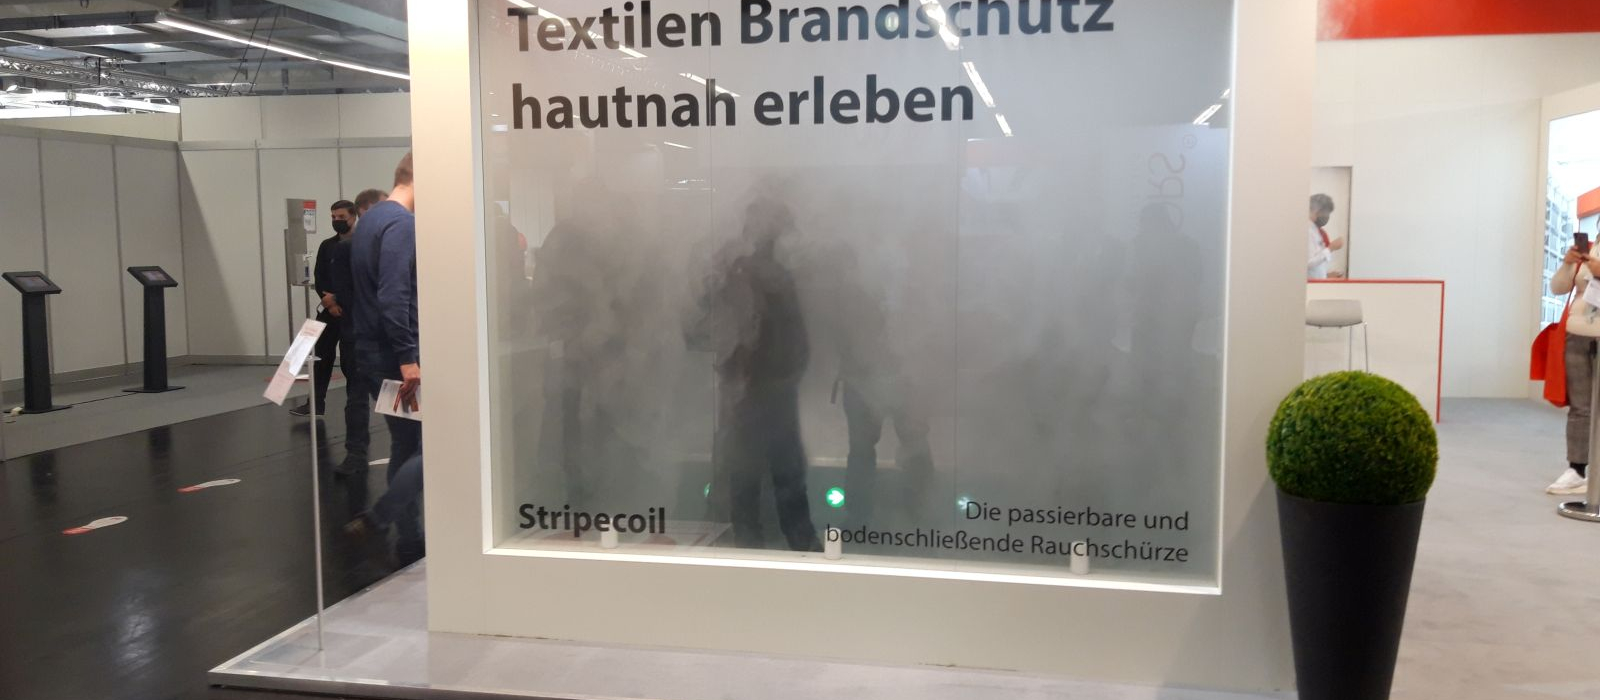 Textilen Brandschutz
hautnah erleben
Stripecoil
Die passierbare und
bodenschließende Rauchschürze